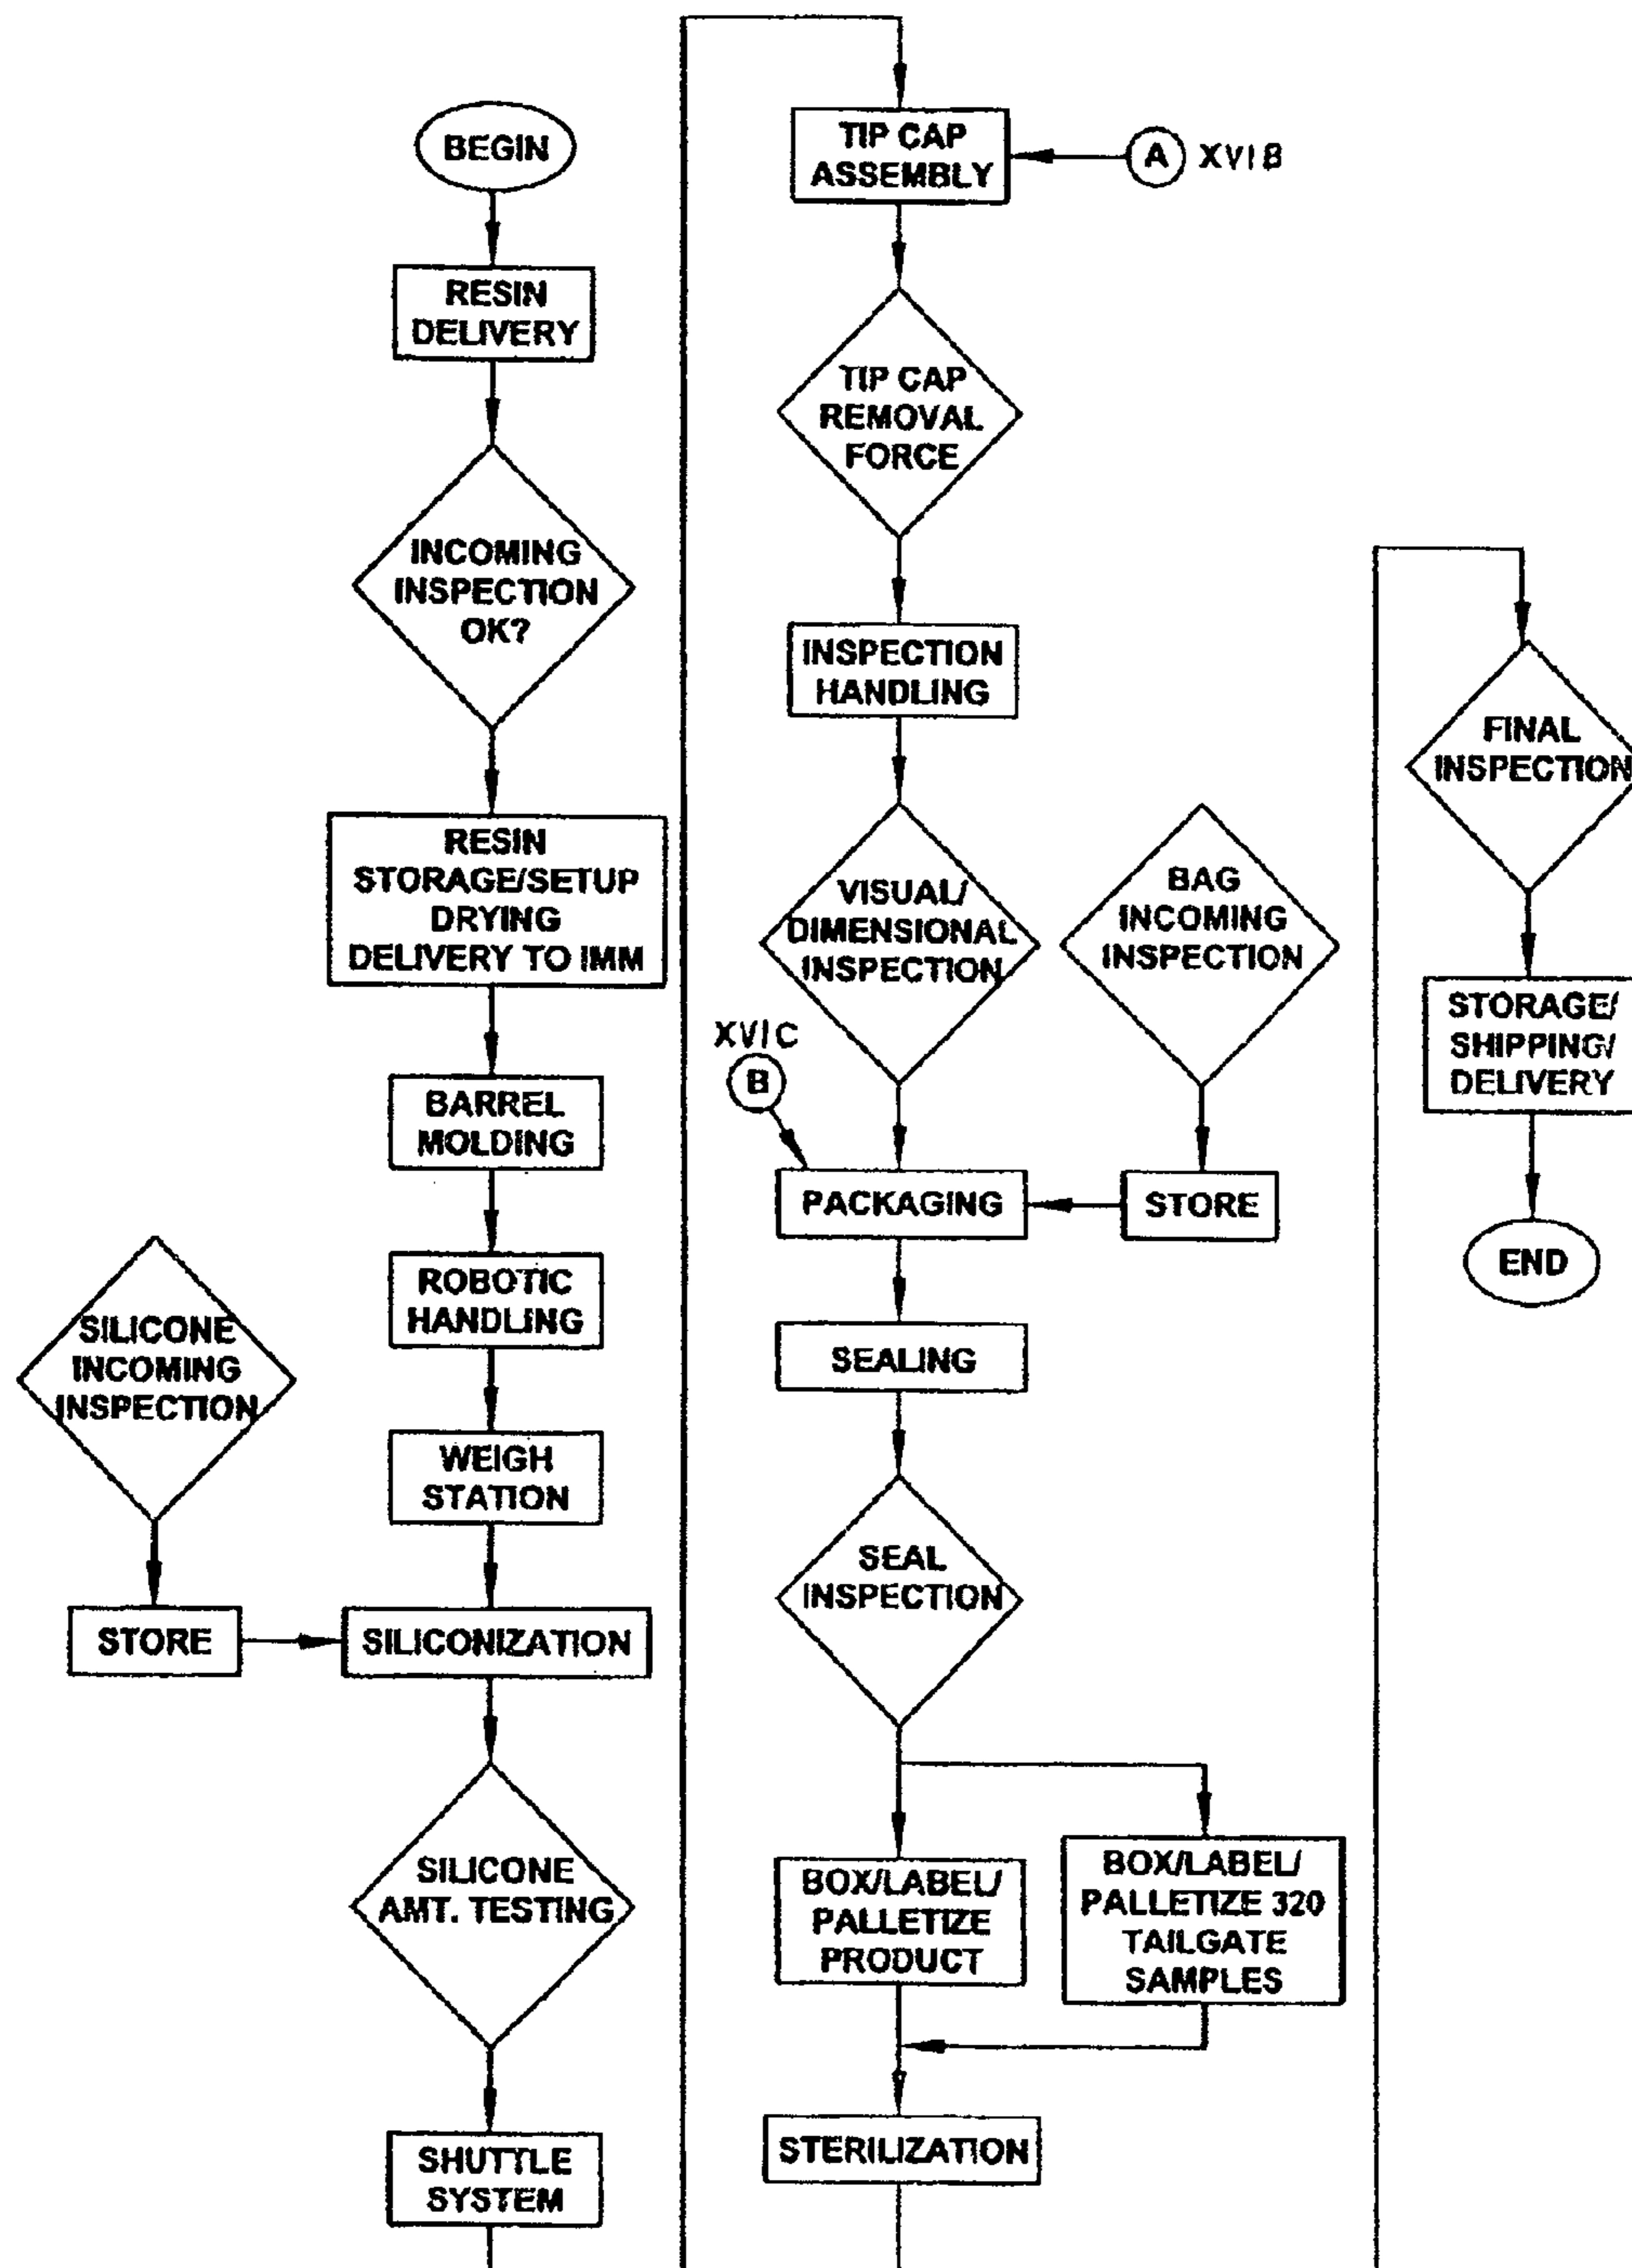 BEGIN
RESIN
DELIVERY
INCOMING
INSPECTION
OK?
RESIN
STORAGE/SETUP
DRYING
DELIVERY TO IMM
BARREL
MOLDING
ROBOTIC
HANDLING
WEIGH
STATION
SILICONE
INCOMING
INSPECTION
STORE
SILICONIZATION
SILICONE
AMT. TESTING
SHUTTLE
SYSTEM
TIP CAP
ASSEMBLY
A XVIB
TIP CAP
REMOVAL
FORCE
INSPECTION
HANDLING
VISUAL/
DIMENSIONAL
INSPECTION
BAG
INCOMING
INSPECTION
XVIC
B
PACKAGING
STORE
SEALING
SEAL
INSPECTION
BOX/LABEL/
PALLETIZE
PRODUCT
BOX/LABEL/
PALLETIZE 320
TAILGATE
SAMPLES
STERILIZATION
FINAL
INSPECTION
STORAGE/
SHIPPING/
DELIVERY
END